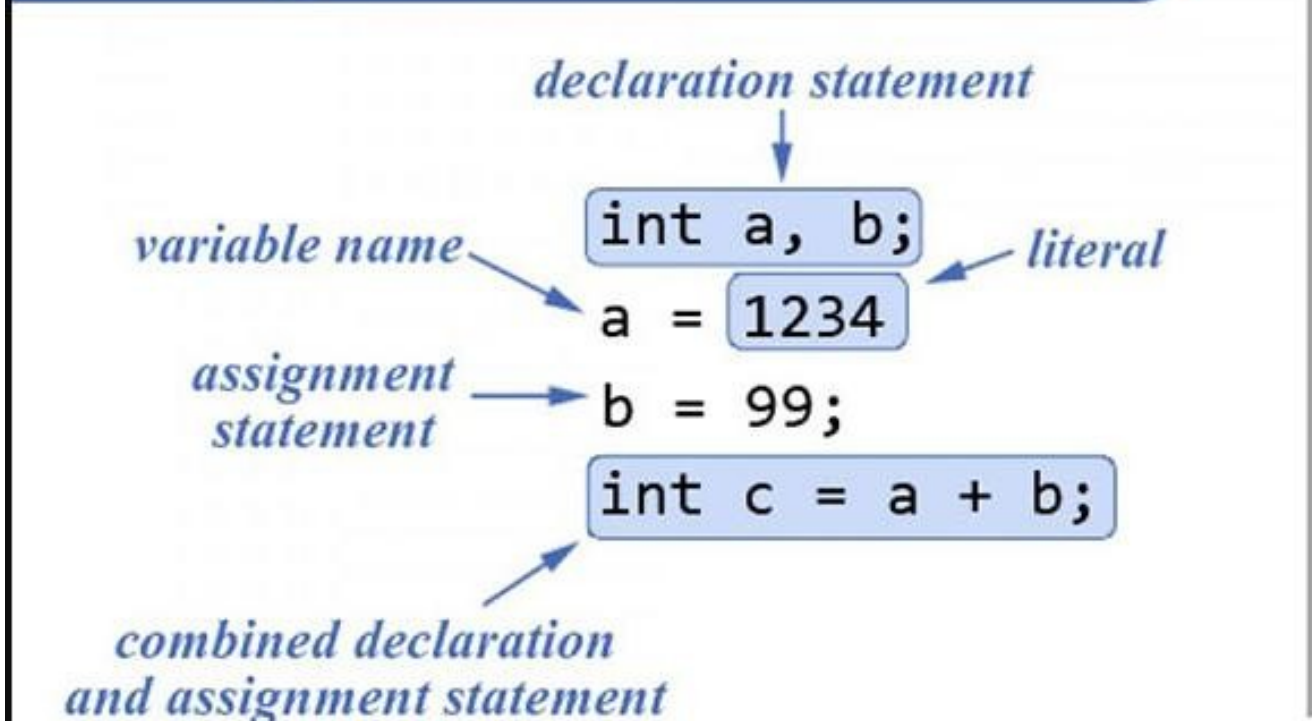 declaration statement
int a, b;
variable name
literal
a = 1234
assignment
statement
b = 99;
int c = a + b;
combined declaration
and assignment statement